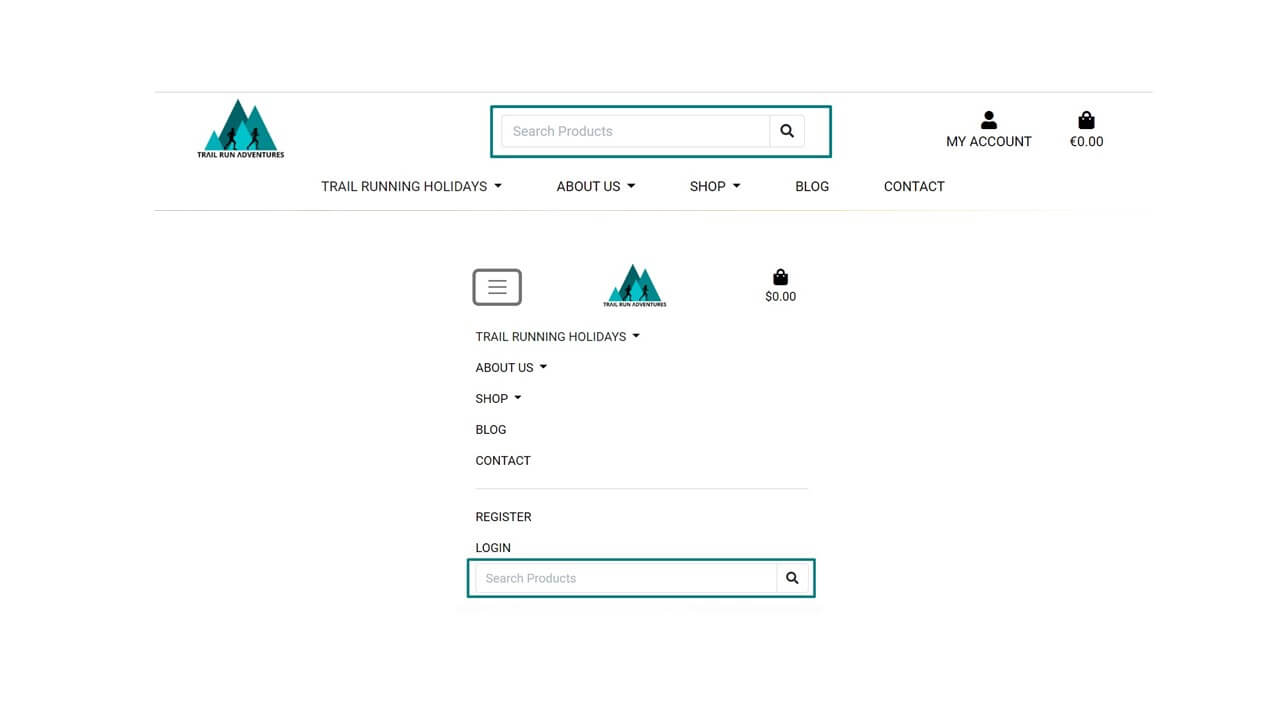 TRAIL RUN ADVENTURES
Search Products
MY ACCOUNT
€0.00
TRAIL RUNNING HOLIDAYS
ABOUT US
SHOP
BLOG
CONTACT
TRAIL RUN ADVENTURES
$0.00
TRAIL RUNNING HOLIDAYS
ABOUT US
SHOP
BLOG
CONTACT
REGISTER
LOGIN
Search Products